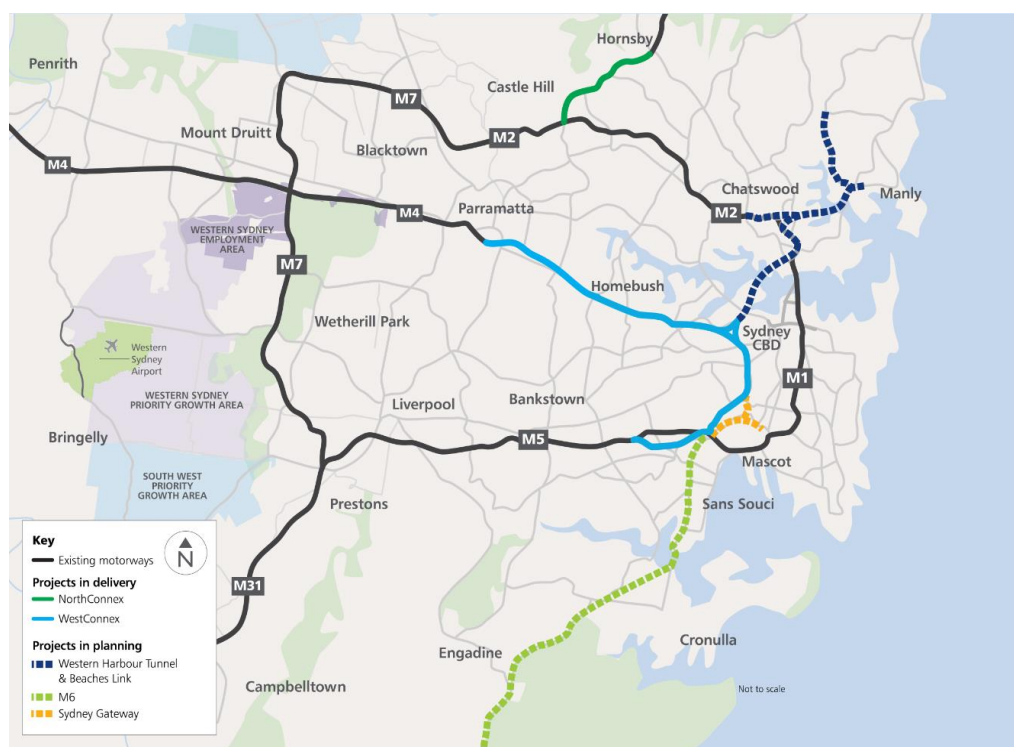 Hornsby
Penrith
Castle Hill
M7
Mount Druitt
M2
Blacktown
M4
Chatswood
Manly
Parramatta
M4
M2
WESTERN SYDNEY
EMPLOYMENT
AREA
M7
Homebush
Wetherill Park
Sydney
CBD
Western
Sydney
Airport
M1
WESTERN SYDNEY
PRIORITY GROWTH AREA
Liverpool
Bankstown
Bringelly
M5
Mascot
SOUTH WEST
PRIORITY
GROWTH AREA
Prestons
Sans Souci
Key
N
Existing motorways
Projects in delivery
NorthConnex
WestConnex
M31
Projects in planning
Western Harbour Tunnel
& Beaches Link
M6
Sydney Gateway
Engadine
Cronulla
Campbelltown
Not to scale